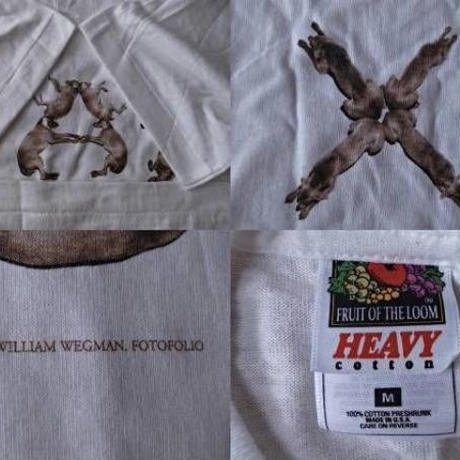 WILLIAM WEGMAN, FOTOFOLIO
FRUIT OF THE LOOM
HEAVY
cotton
M
100% COTTON PRESHRUNK
MADE IN U.S.A.
CARE ON REVERSE